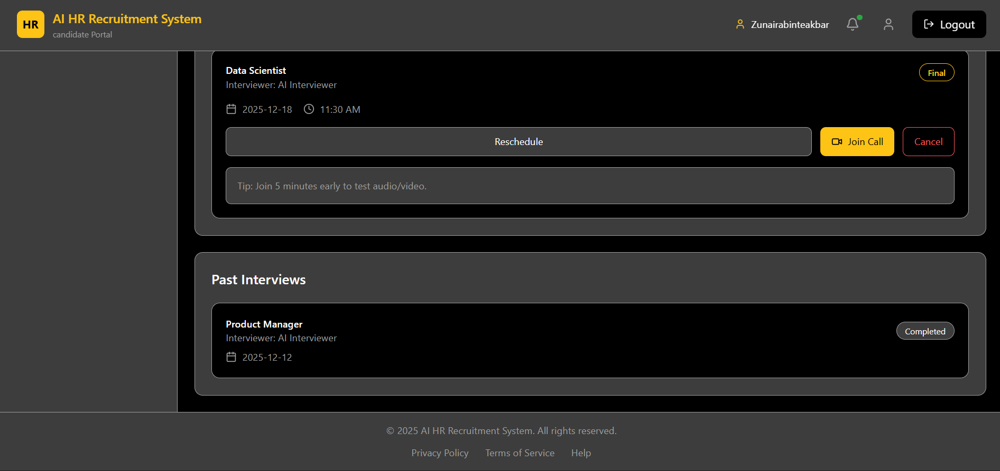 HR
AI HR Recruitment System
candidate Portal
Zunairabinteakbar
Logout
Data Scientist
Final
Interviewer: AI Interviewer
2025-12-18 11:30 AM
Reschedule
Join Call
Cancel
Tip: Join 5 minutes early to test audio/video.
Past Interviews
Product Manager
Interviewer: AI Interviewer
Completed
2025-12-12
© 2025 AI HR Recruitment System. All rights reserved.
Privacy Policy Terms of Service Help